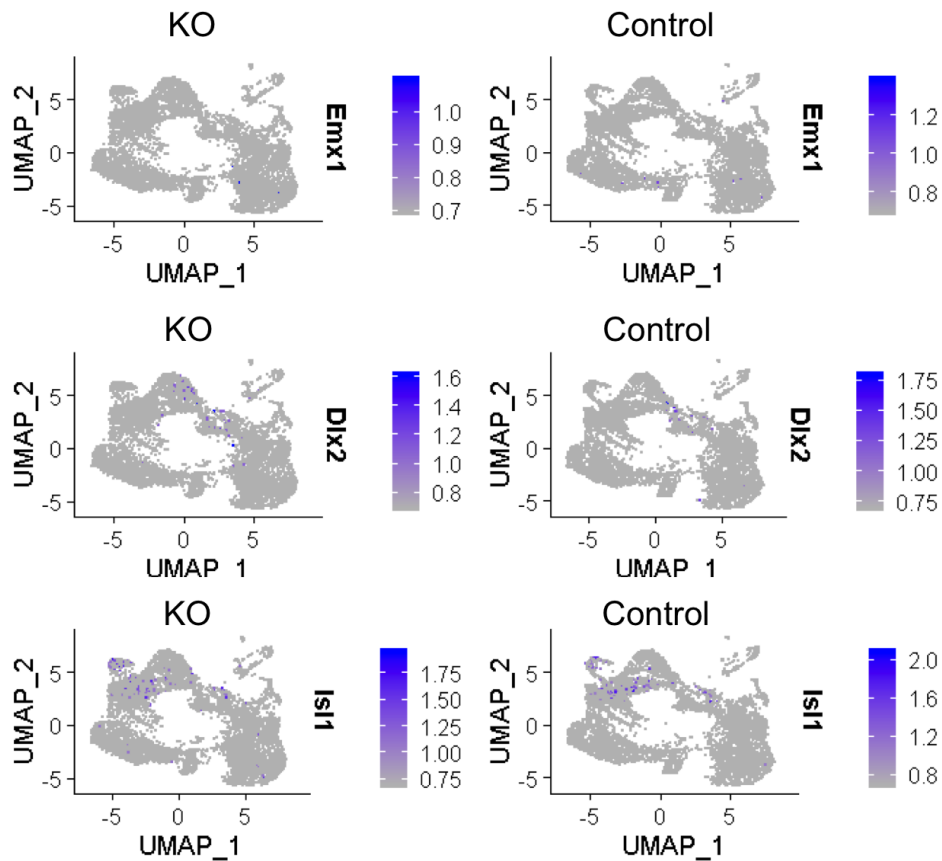 KO
Control
UMAP_2
5
0
-5
-5
0
5
UMAP_1
Emx1
1.0
0.9
0.8
0.7
UMAP_2
5
0
-5
-5
0
5
UMAP_1
Emx1
1.2
1.0
0.8
KO
Control
UMAP_2
5
0
-5
-5
0
5
UMAP_1
Dlx2
1.6
1.4
1.2
1.0
0.8
UMAP_2
5
0
-5
-5
0
5
UMAP_1
Dlx2
1.75
1.50
1.25
1.00
0.75
KO
Control
UMAP_2
5
0
-5
-5
0
5
UMAP_1
Isl1
1.75
1.50
1.25
1.00
0.75
UMAP_2
5
0
-5
-5
0
5
UMAP_1
Isl1
2.0
1.6
1.2
0.8